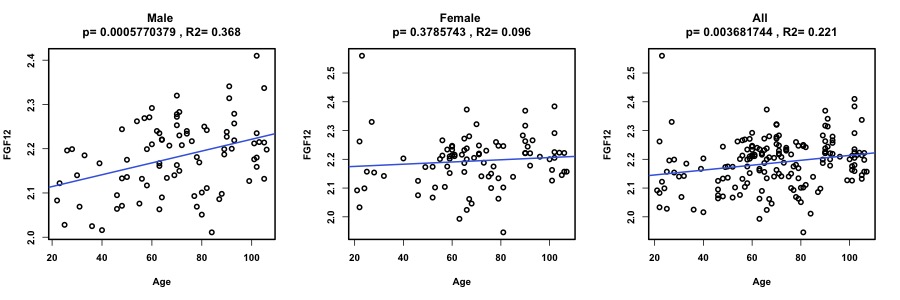 Male
p= 0.0005770379 , R2= 0.368
FGF12
2.4
2.3
2.2
2.1
2.0
20 40 60 80 100
Age
Female
p= 0.3785743 , R2= 0.096
FGF12
2.5
2.4
2.3
2.2
2.1
2.0
20 40 60 80 100
Age
All
p= 0.003681744 , R2= 0.221
FGF12
2.5
2.4
2.3
2.2
2.1
2.0
20 40 60 80 100
Age